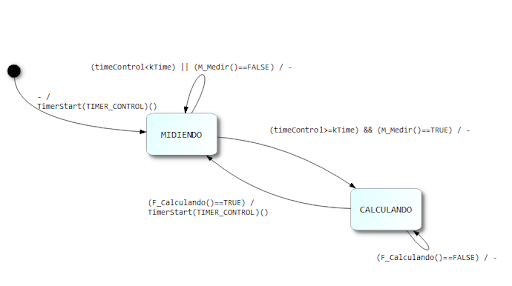 (timeControl<kTime) || (M_Medir()==FALSE) / -
- /
TimerStart(TIMER_CONTROL)()
MIDIENDO
(timeControl>=kTime) && (M_Medir()==TRUE) / -
(F_Calculando()==TRUE) /
TimerStart(TIMER_CONTROL)()
CALCULANDO
(F_Calculando()==FALSE) / -